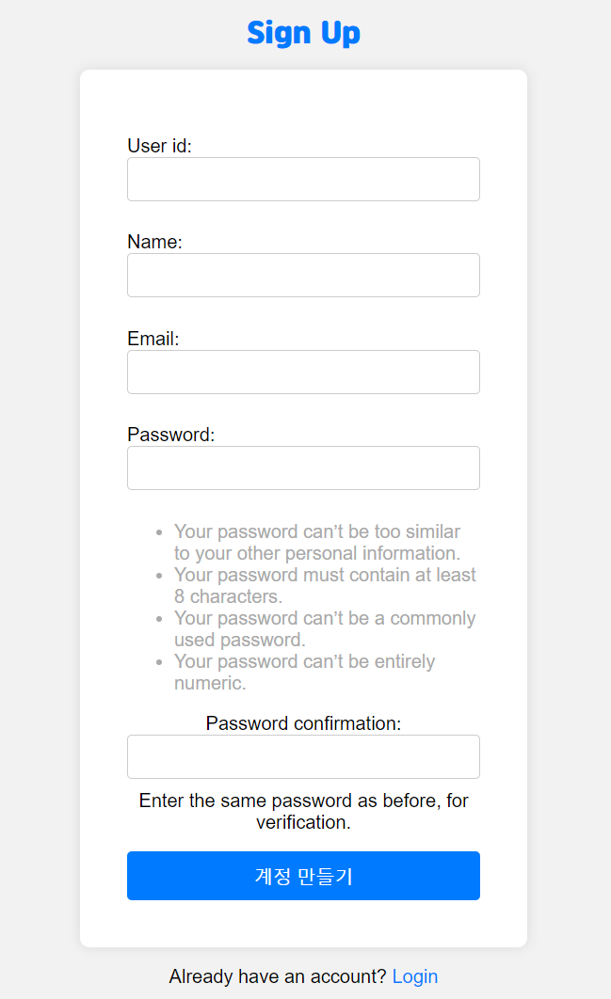 Sign Up
User id:
Name:
Email:
Password:
Your password can’t be too similar
to your other personal information.
Your password must contain at least
8 characters.
Your password can’t be a commonly
used password.
Your password can’t be entirely
numeric.
Password confirmation:
Enter the same password as before, for
verification.
계정 만들기
Already have an account? Login